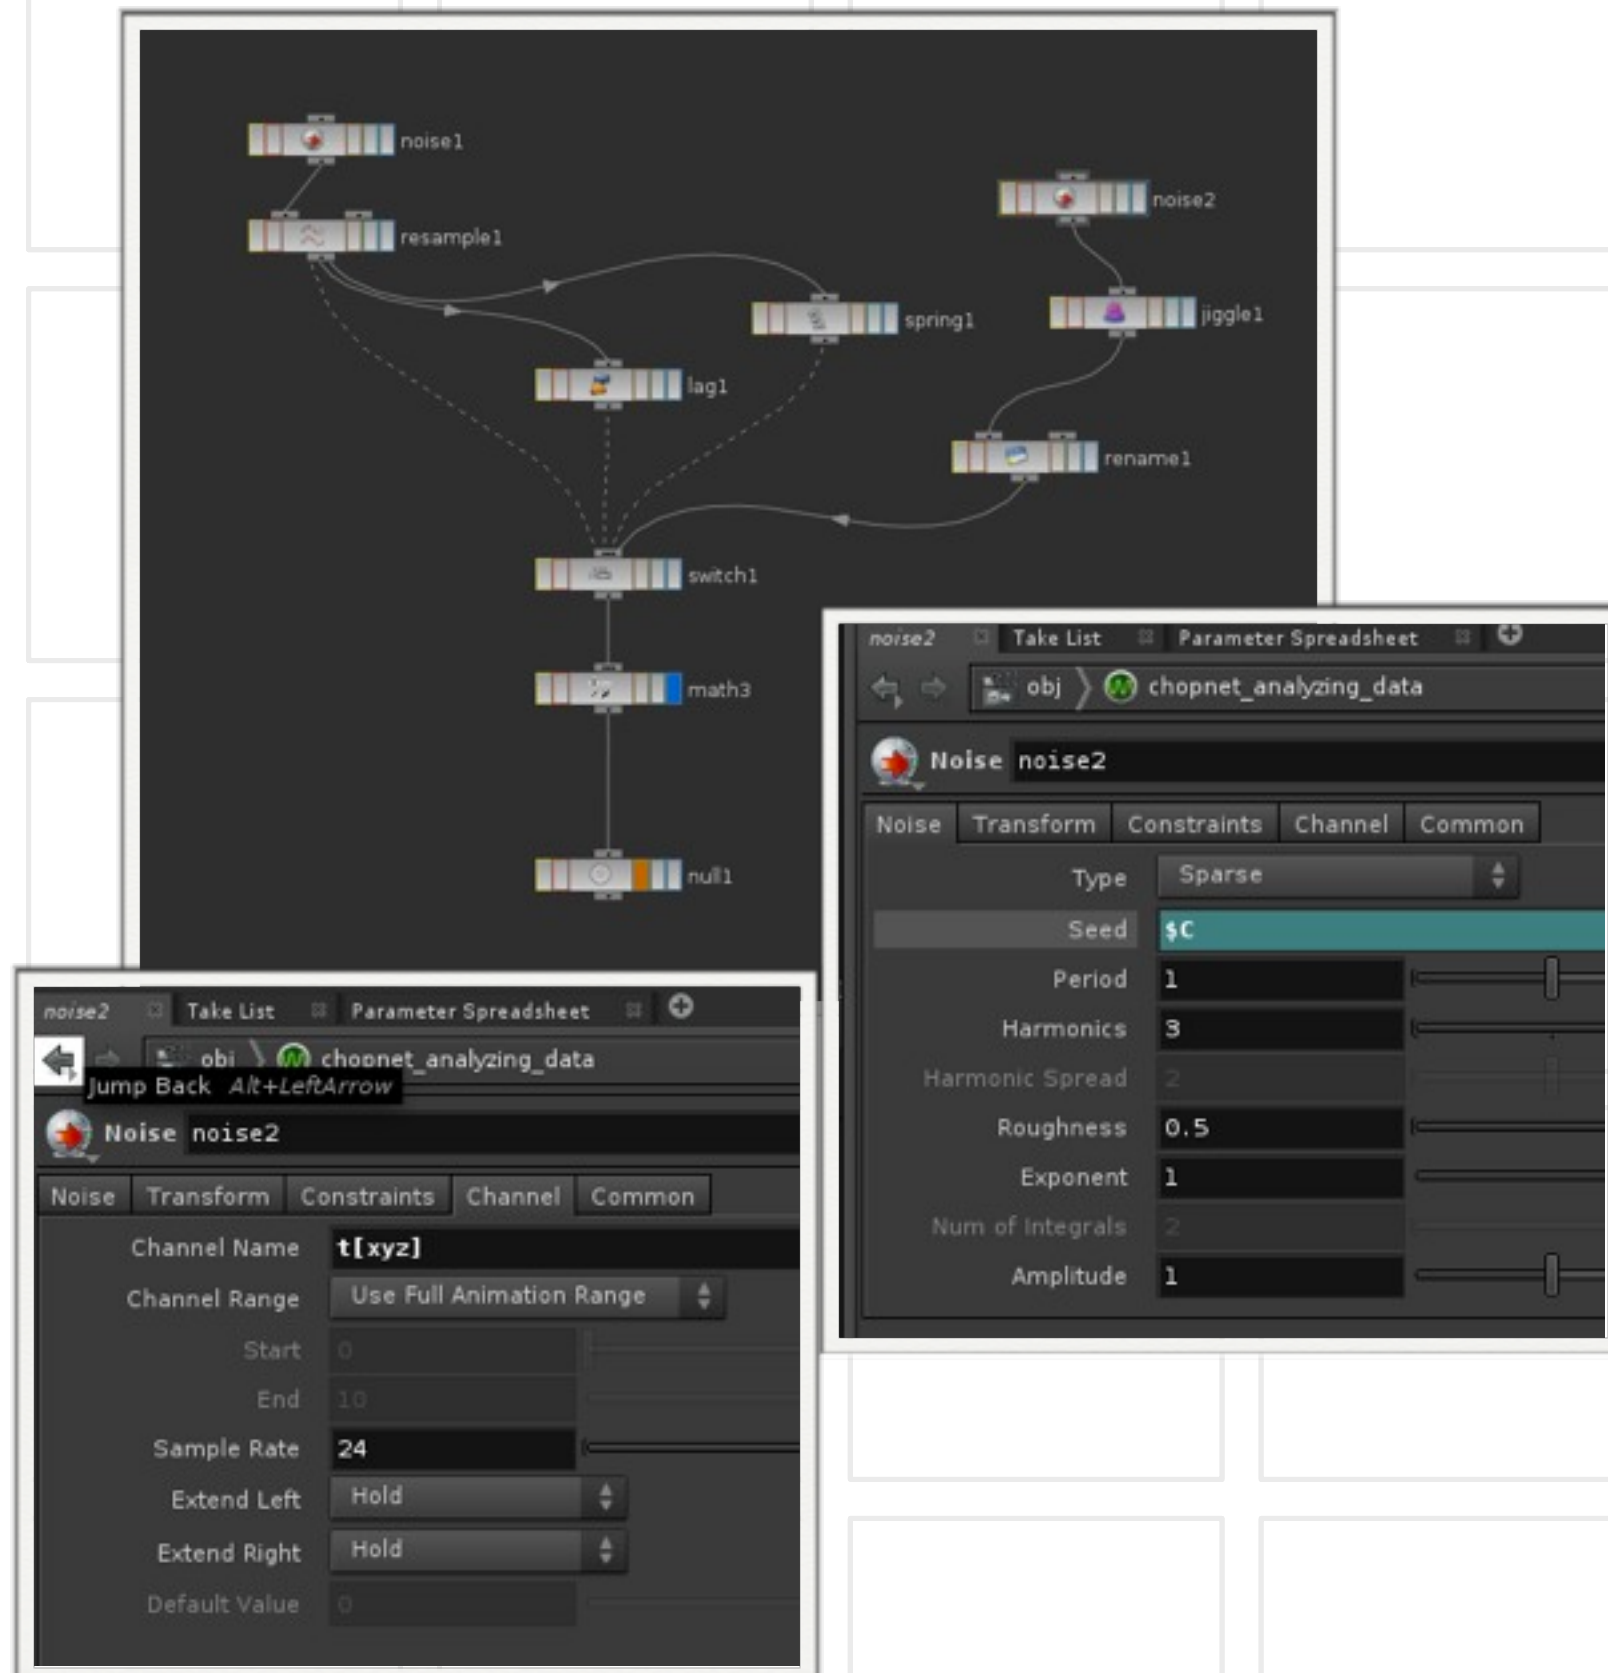 noise1
noise2
resample1
jiggle1
spring1
lag1
rename1
switch1
math3
null1
noise2 Take List Parameter Spreadsheet
obj chopnet_analyzing_data
Noise noise2
Noise Transform Constraints Channel Common
Type Sparse
Seed $C
Period 1
Harmonics 3
Harmonic Spread 2
Roughness 0.5
Exponent 1
Num of Integrals 2
Amplitude 1
noise2 Take List Parameter Spreadsheet
obj chopnet_analyzing_data
Jump Back Alt+LeftArrow
Noise noise2
Noise Transform Constraints Channel Common
Channel Name t[xyz]
Channel Range Use Full Animation Range
Start 0
End 10
Sample Rate 24
Extend Left Hold
Extend Right Hold
Default Value 0